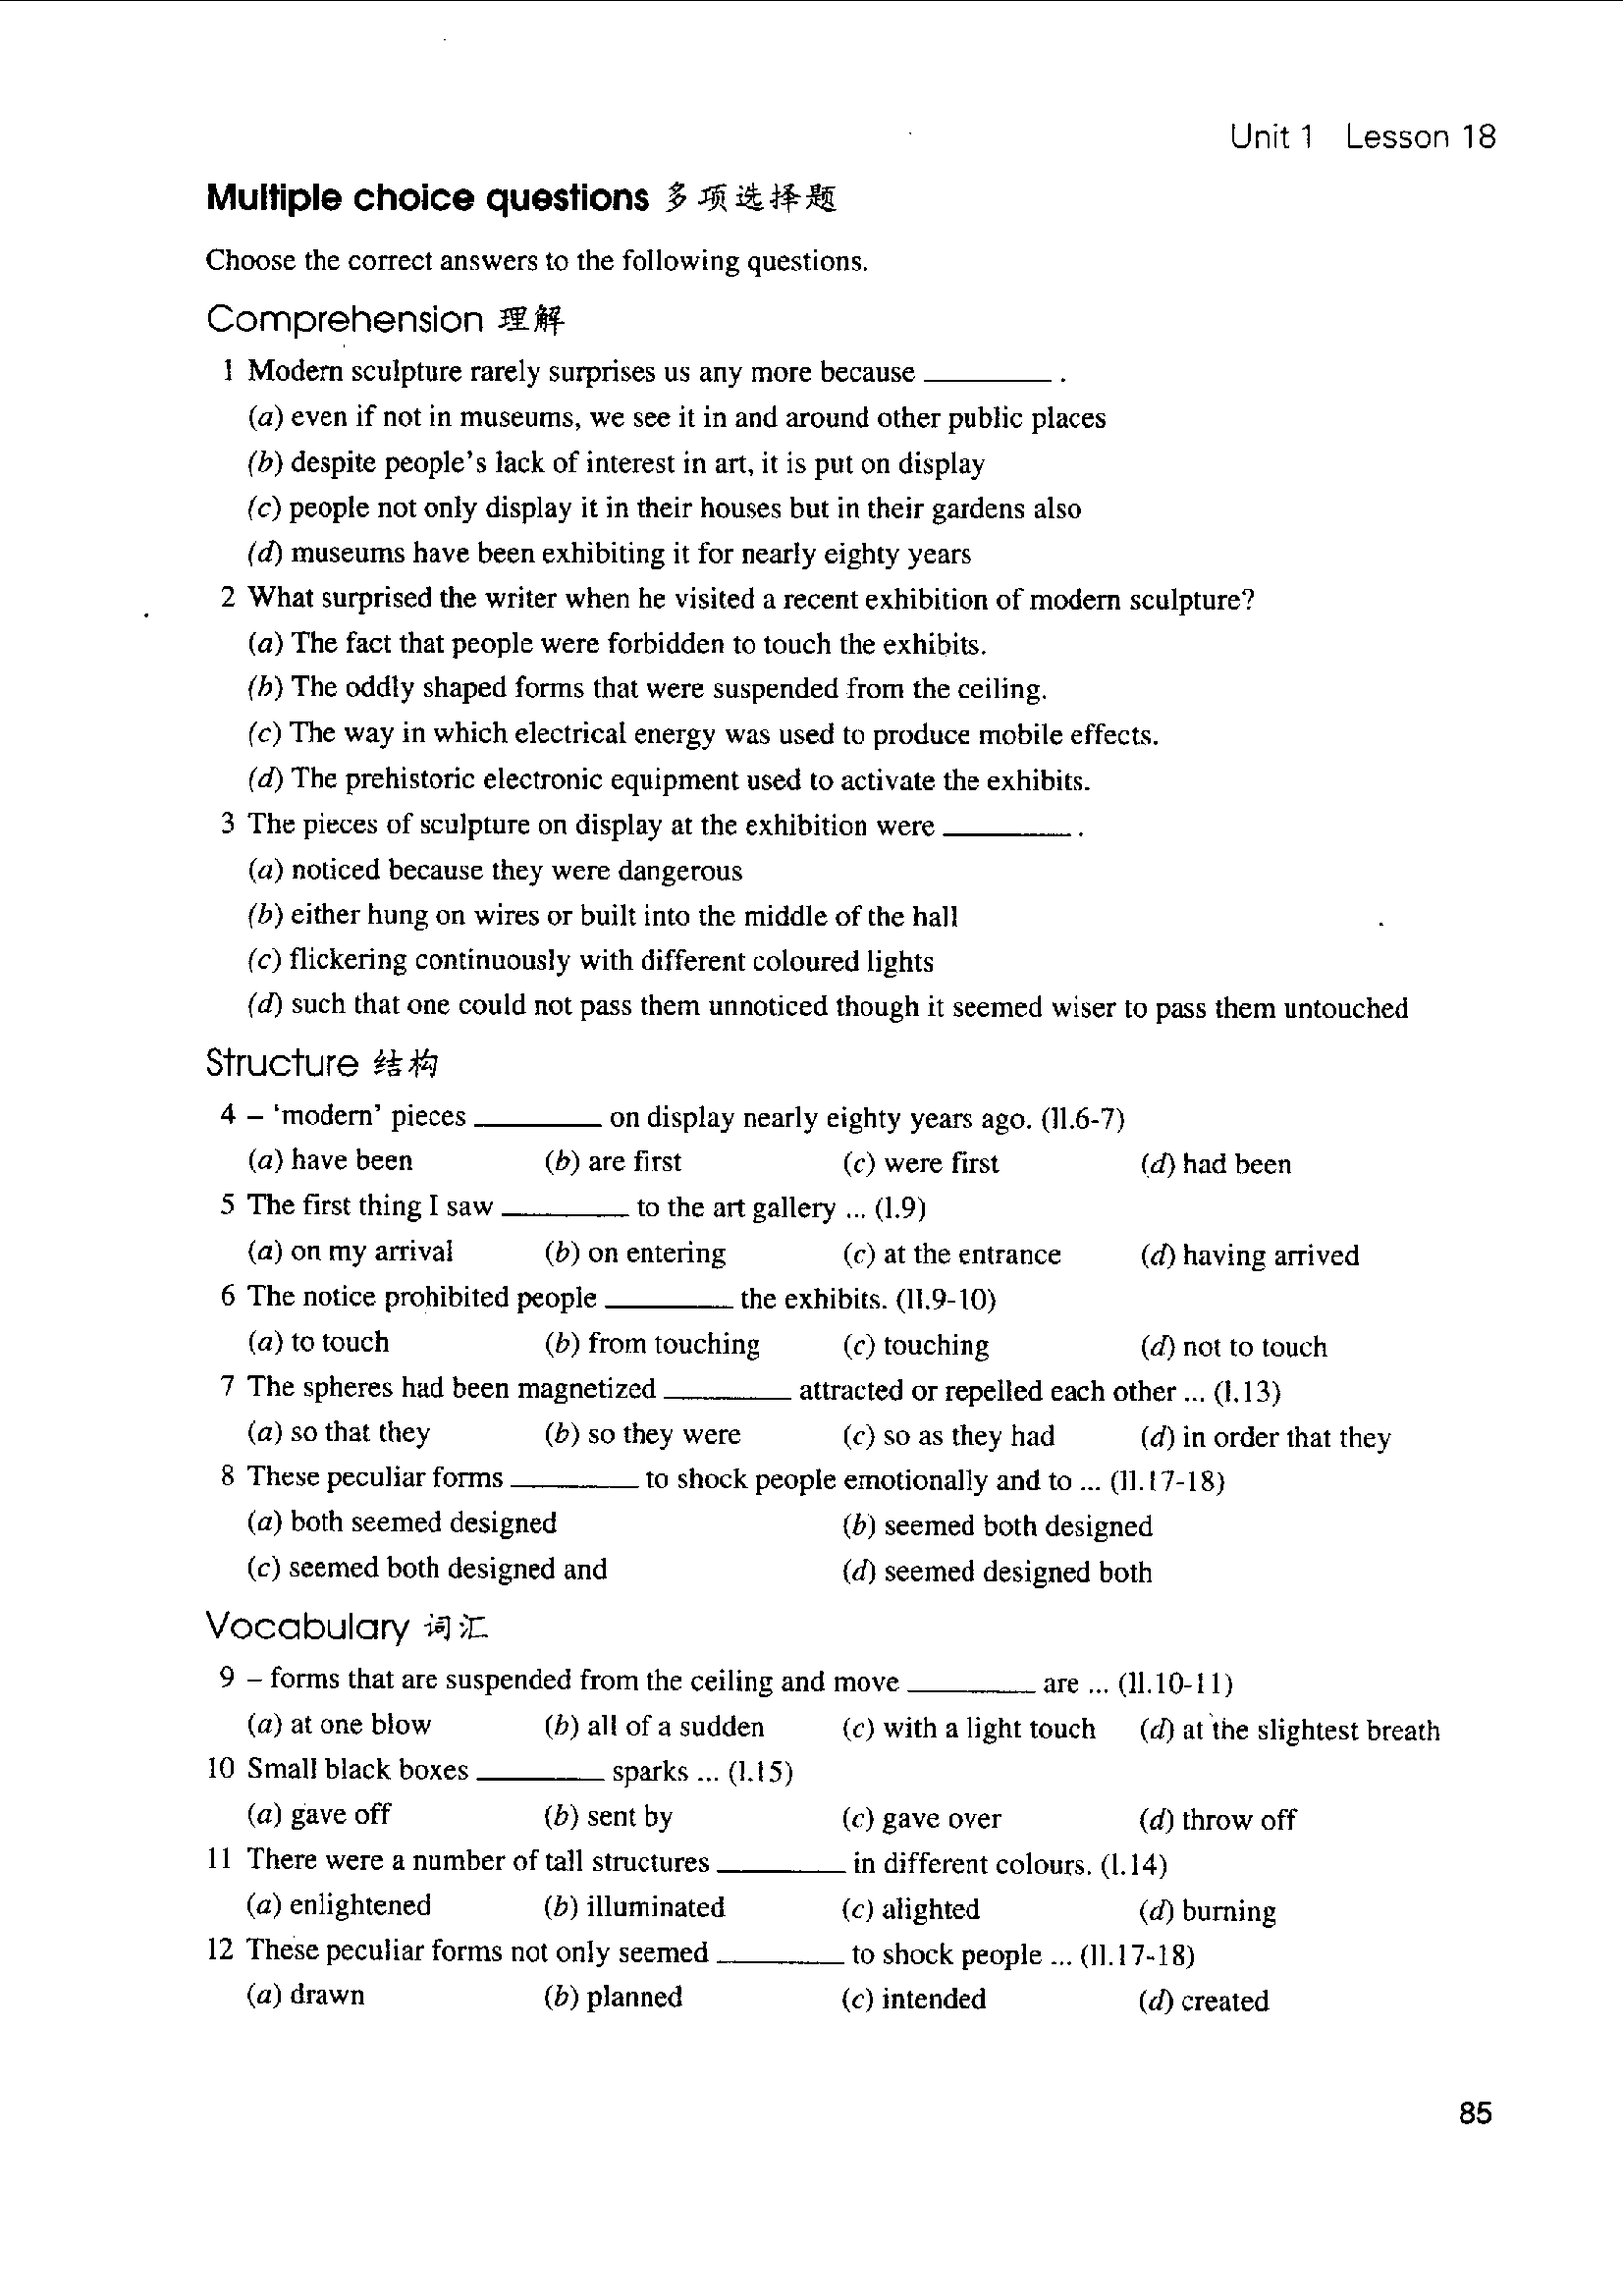 Unit 1 Lesson 18
Multiple choice questions 多项选择题
Choose the correct answers to the following questions.
Comprehension 理解
1 Modern sculpture rarely surprises us any more because ________ .
(a) even if not in museums, we see it in and around other public places
(b) despite people's lack of interest in art, it is put on display
(c) people not only display it in their houses but in their gardens also
(d) museums have been exhibiting it for nearly eighty years
2 What surprised the writer when he visited a recent exhibition of modern sculpture?
(a) The fact that people were forbidden to touch the exhibits.
(b) The oddly shaped forms that were suspended from the ceiling.
(c) The way in which electrical energy was used to produce mobile effects.
(d) The prehistoric electronic equipment used to activate the exhibits.
3 The pieces of sculpture on display at the exhibition were ________ .
(a) noticed because they were dangerous
(b) either hung on wires or built into the middle of the hall
(c) flickering continuously with different coloured lights
(d) such that one could not pass them unnoticed though it seemed wiser to pass them untouched
Structure 结构
4 – 'modern' pieces ________ on display nearly eighty years ago. (ll.6-7)
(a) have been (b) are first (c) were first (d) had been
5 The first thing I saw ________ to the art gallery ... (l.9)
(a) on my arrival (b) on entering (c) at the entrance (d) having arrived
6 The notice prohibited people ________ the exhibits. (ll.9-10)
(a) to touch (b) from touching (c) touching (d) not to touch
7 The spheres had been magnetized ________ attracted or repelled each other ... (l.13)
(a) so that they (b) so they were (c) so as they had (d) in order that they
8 These peculiar forms ________ to shock people emotionally and to ... (ll.17-18)
(a) both seemed designed (b) seemed both designed
(c) seemed both designed and (d) seemed designed both
Vocabulary 词汇
9 – forms that are suspended from the ceiling and move ________ are ... (ll.10-11)
(a) at one blow (b) all of a sudden (c) with a light touch (d) at the slightest breath
10 Small black boxes ________ sparks ... (l.15)
(a) gave off (b) sent by (c) gave over (d) throw off
11 There were a number of tall structures ________ in different colours. (l.14)
(a) enlightened (b) illuminated (c) alighted (d) burning
12 These peculiar forms not only seemed ________ to shock people ... (ll.17-18)
(a) drawn (b) planned (c) intended (d) created
85